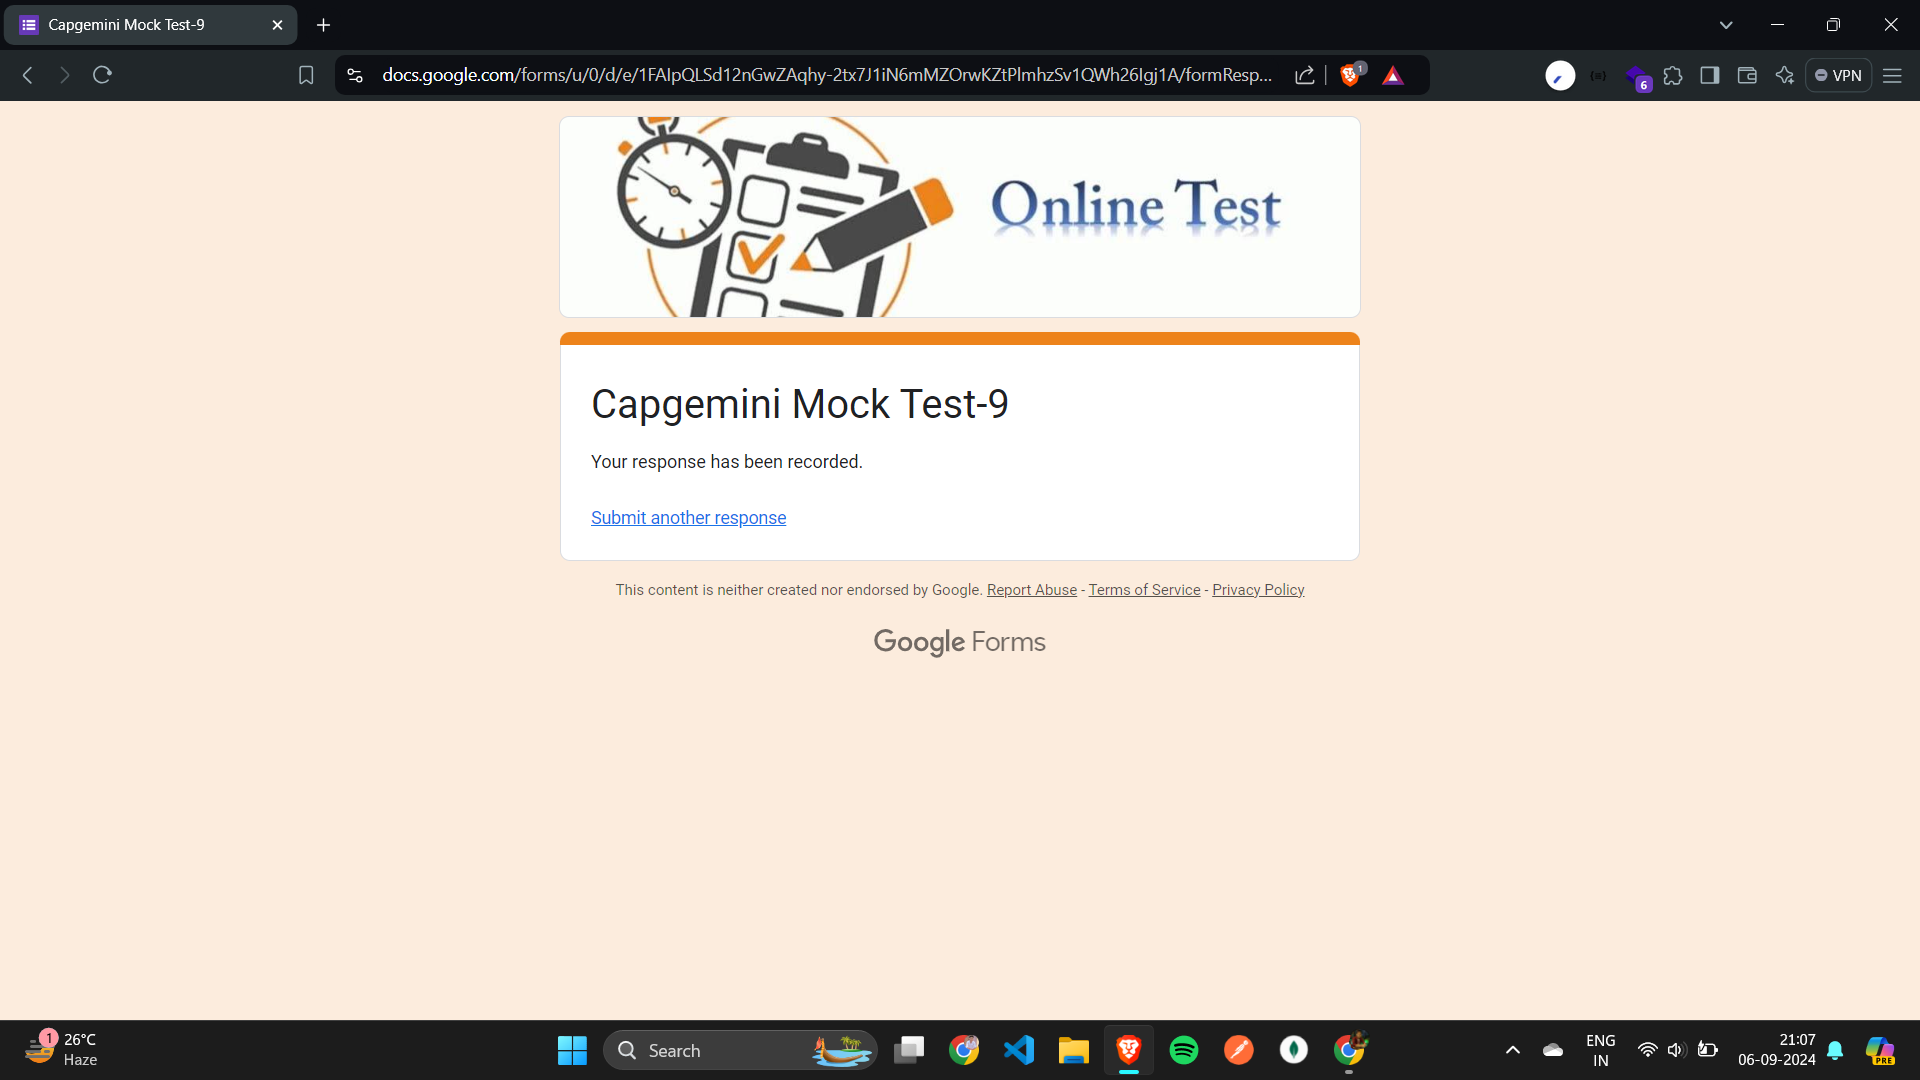 Capgemini Mock Test-9
docs.google.com/forms/u/0/d/e/1FAIpQLSd12nGwZAqhy-2tx7J1iN6mMZOrwKZtPlmhzSv1QWh26Igj1A/formResp...
1
6
VPN
Online Test
Capgemini Mock Test-9
Your response has been recorded.
Submit another response
This content is neither created nor endorsed by Google. Report Abuse - Terms of Service - Privacy Policy
Google Forms
1
26°C
Haze
Search
ENG
IN
21:07
06-09-2024
PRE